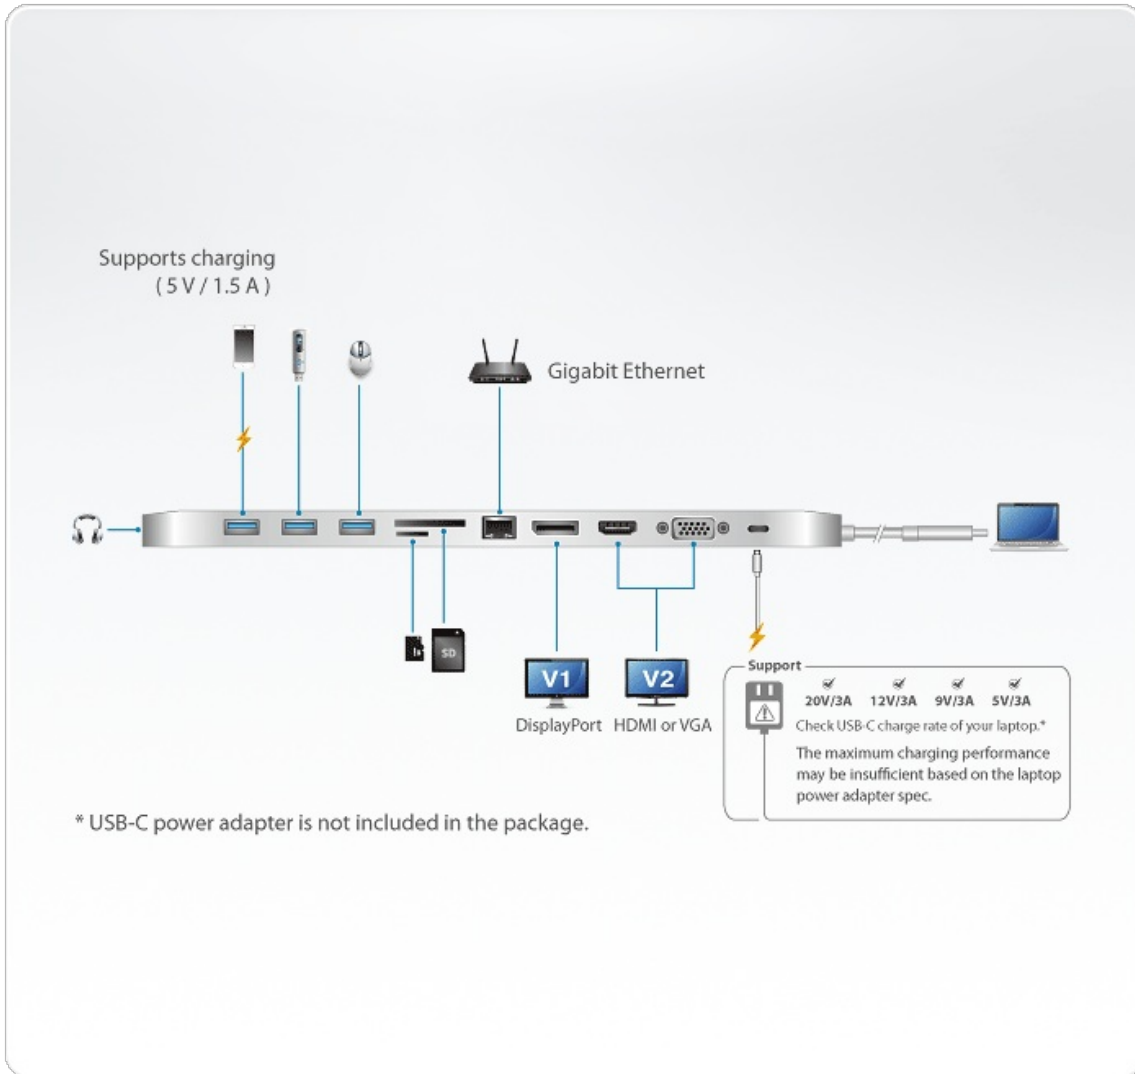 Supports charging
( 5 V / 1.5 A )
Gigabit Ethernet
SD
V1
V2
DisplayPort
HDMI or VGA
Support
20V/3A 12V/3A 9V/3A 5V/3A
Check USB-C charge rate of your laptop.*
The maximum charging performance
may be insufficient based on the laptop
power adapter spec.
* USB-C power adapter is not included in the package.